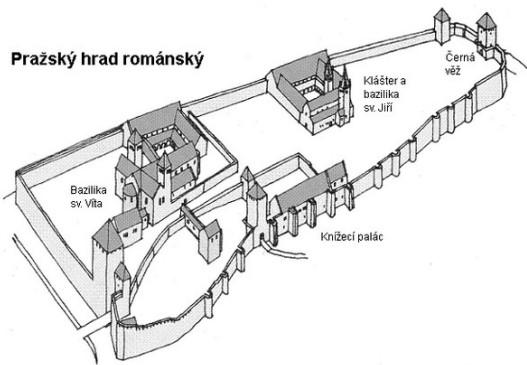 Pražský hrad románský
Černá
věž
Klášter a
bazilika
sv. Jiří
Bazilika
sv. Víta
Knížecí palác